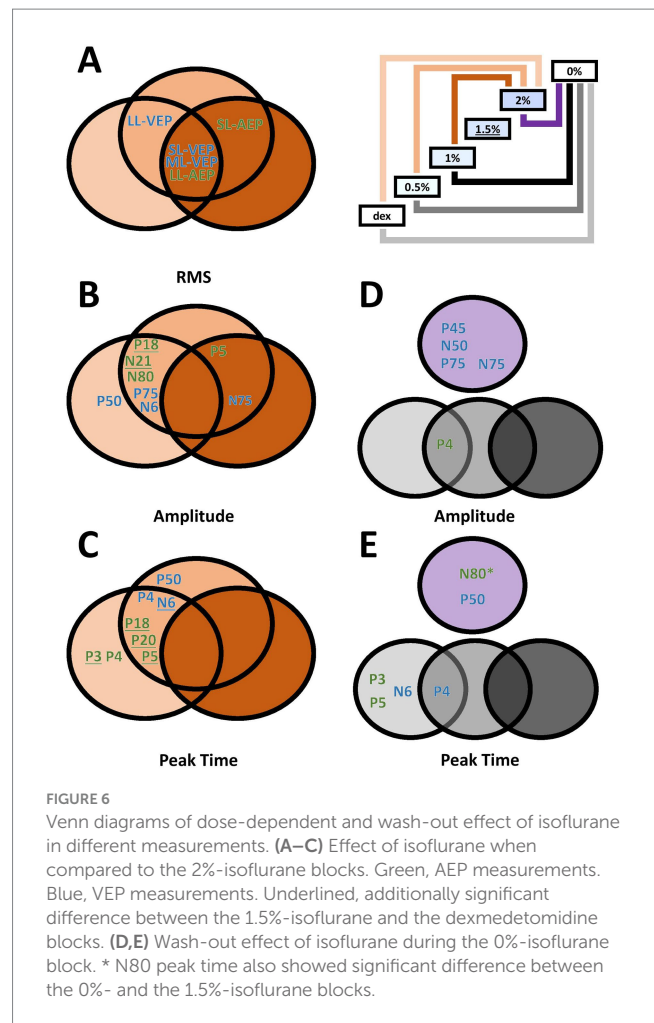 A
LL-VEP
SL-AEP
SL-VEP
ML-VEP
LL-AEP
RMS
0%
2%
1.5%
1%
0.5%
dex
B
P18
N21
N80
P5
P50
P75
N6
N75
Amplitude
D
P45
N50
P75 N75
P4
Amplitude
C
P50
P4
N6
P18
P20
P3 P4
P5
Peak Time
E
N80*
P50
P3
N6
P5
P4
Peak Time
FIGURE 6
Venn diagrams of dose-dependent and wash-out effect of isoflurane
in different measurements. (A–C) Effect of isoflurane when
compared to the 2%-isoflurane blocks. Green, AEP measurements.
Blue, VEP measurements. Underlined, additionally significant
difference between the 1.5%-isoflurane and the dexmedetomidine
blocks. (D,E) Wash-out effect of isoflurane during the 0%-isoflurane
block. * N80 peak time also showed significant difference between
the 0%- and the 1.5%-isoflurane blocks.